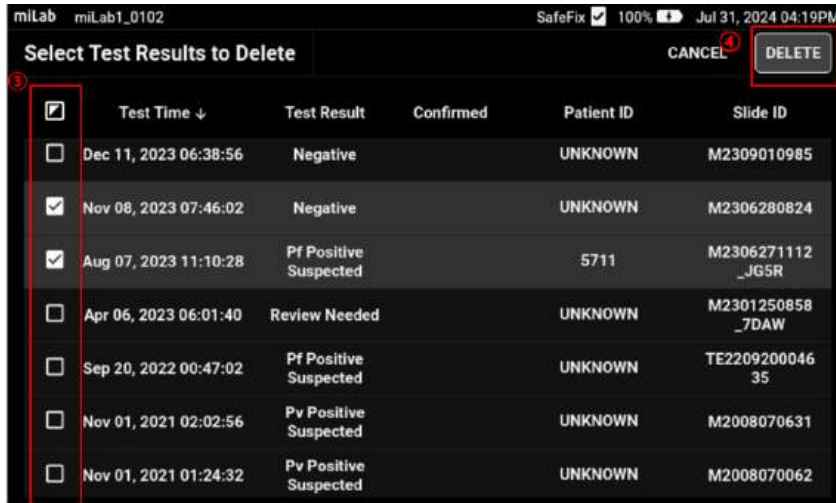 miLab miLab1_0102 SafeFix 100% Jul 31, 2024 04:19PM
Select Test Results to Delete CANCEL ④ DELETE
③
Test Time ↓ Test Result Confirmed Patient ID Slide ID
Dec 11, 2023 06:38:56 Negative UNKNOWN M2309010985
Nov 08, 2023 07:46:02 Negative UNKNOWN M2306280824
Aug 07, 2023 11:10:28 Pf Positive 5711 M2306271112
Suspected _JG5R
Apr 06, 2023 06:01:40 Review Needed UNKNOWN M2301250858
_7DAW
Sep 20, 2022 00:47:02 Pf Positive UNKNOWN TE2209200046
Suspected 35
Nov 01, 2021 02:02:56 Pv Positive UNKNOWN M2008070631
Suspected
Nov 01, 2021 01:24:32 Pv Positive UNKNOWN M2008070062
Suspected